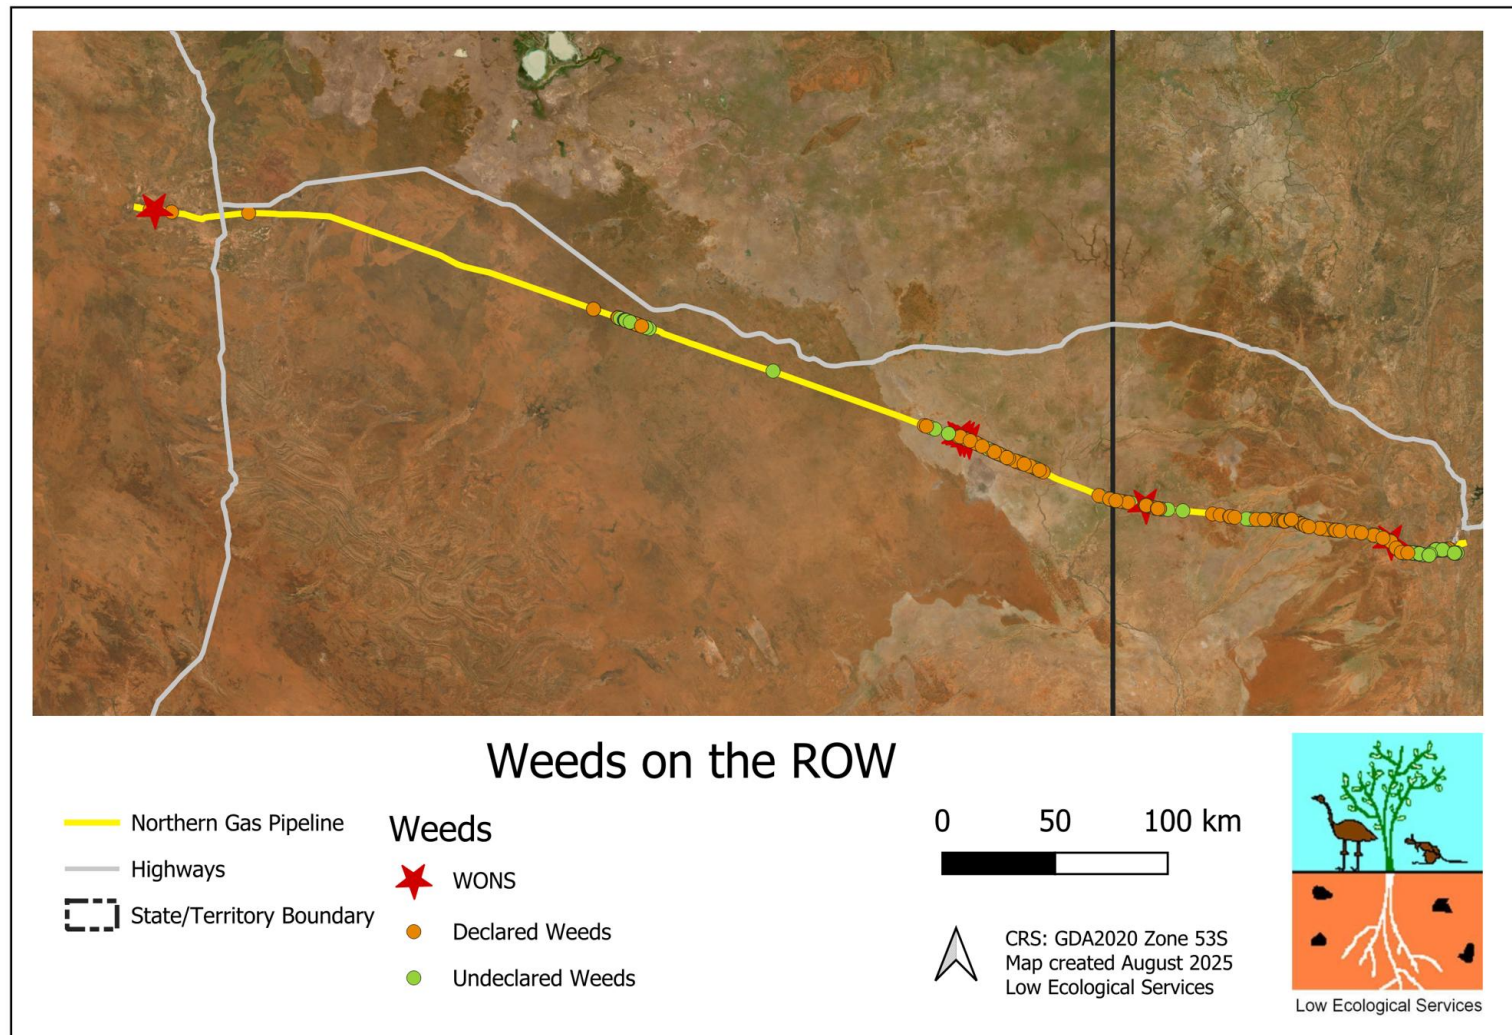 Weeds on the ROW
Northern Gas Pipeline
Highways
State/Territory Boundary
Weeds
WONS
Declared Weeds
Undeclared Weeds
0 50 100 km
CRS: GDA2020 Zone 53S
Map created August 2025
Low Ecological Services
Low Ecological Services